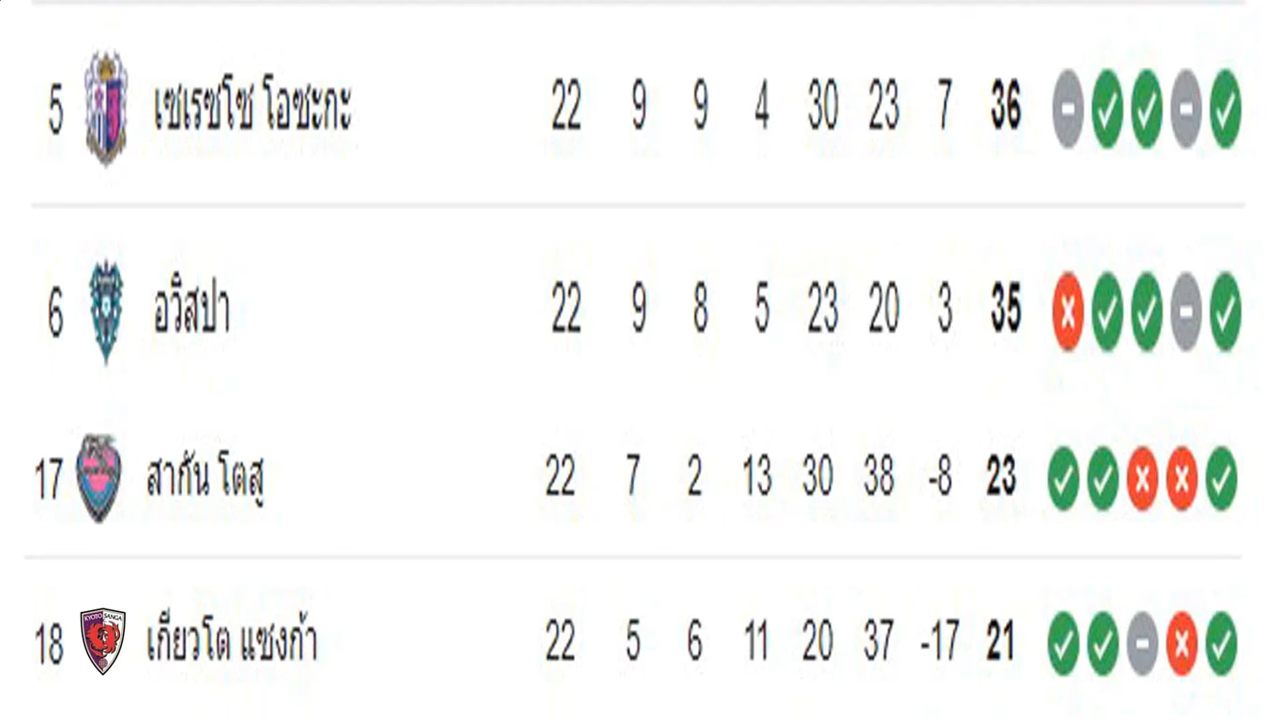 5 เซเรซโซ โอซะกะ 22 9 9 4 30 23 7 36
6 อวิสปา 22 9 8 5 23 20 3 35
17 สากัน โตสุ 22 7 2 13 30 38 -8 23
KYOTO SANGA
18 เกียวโต แซงก้า 22 5 6 11 20 37 -17 21